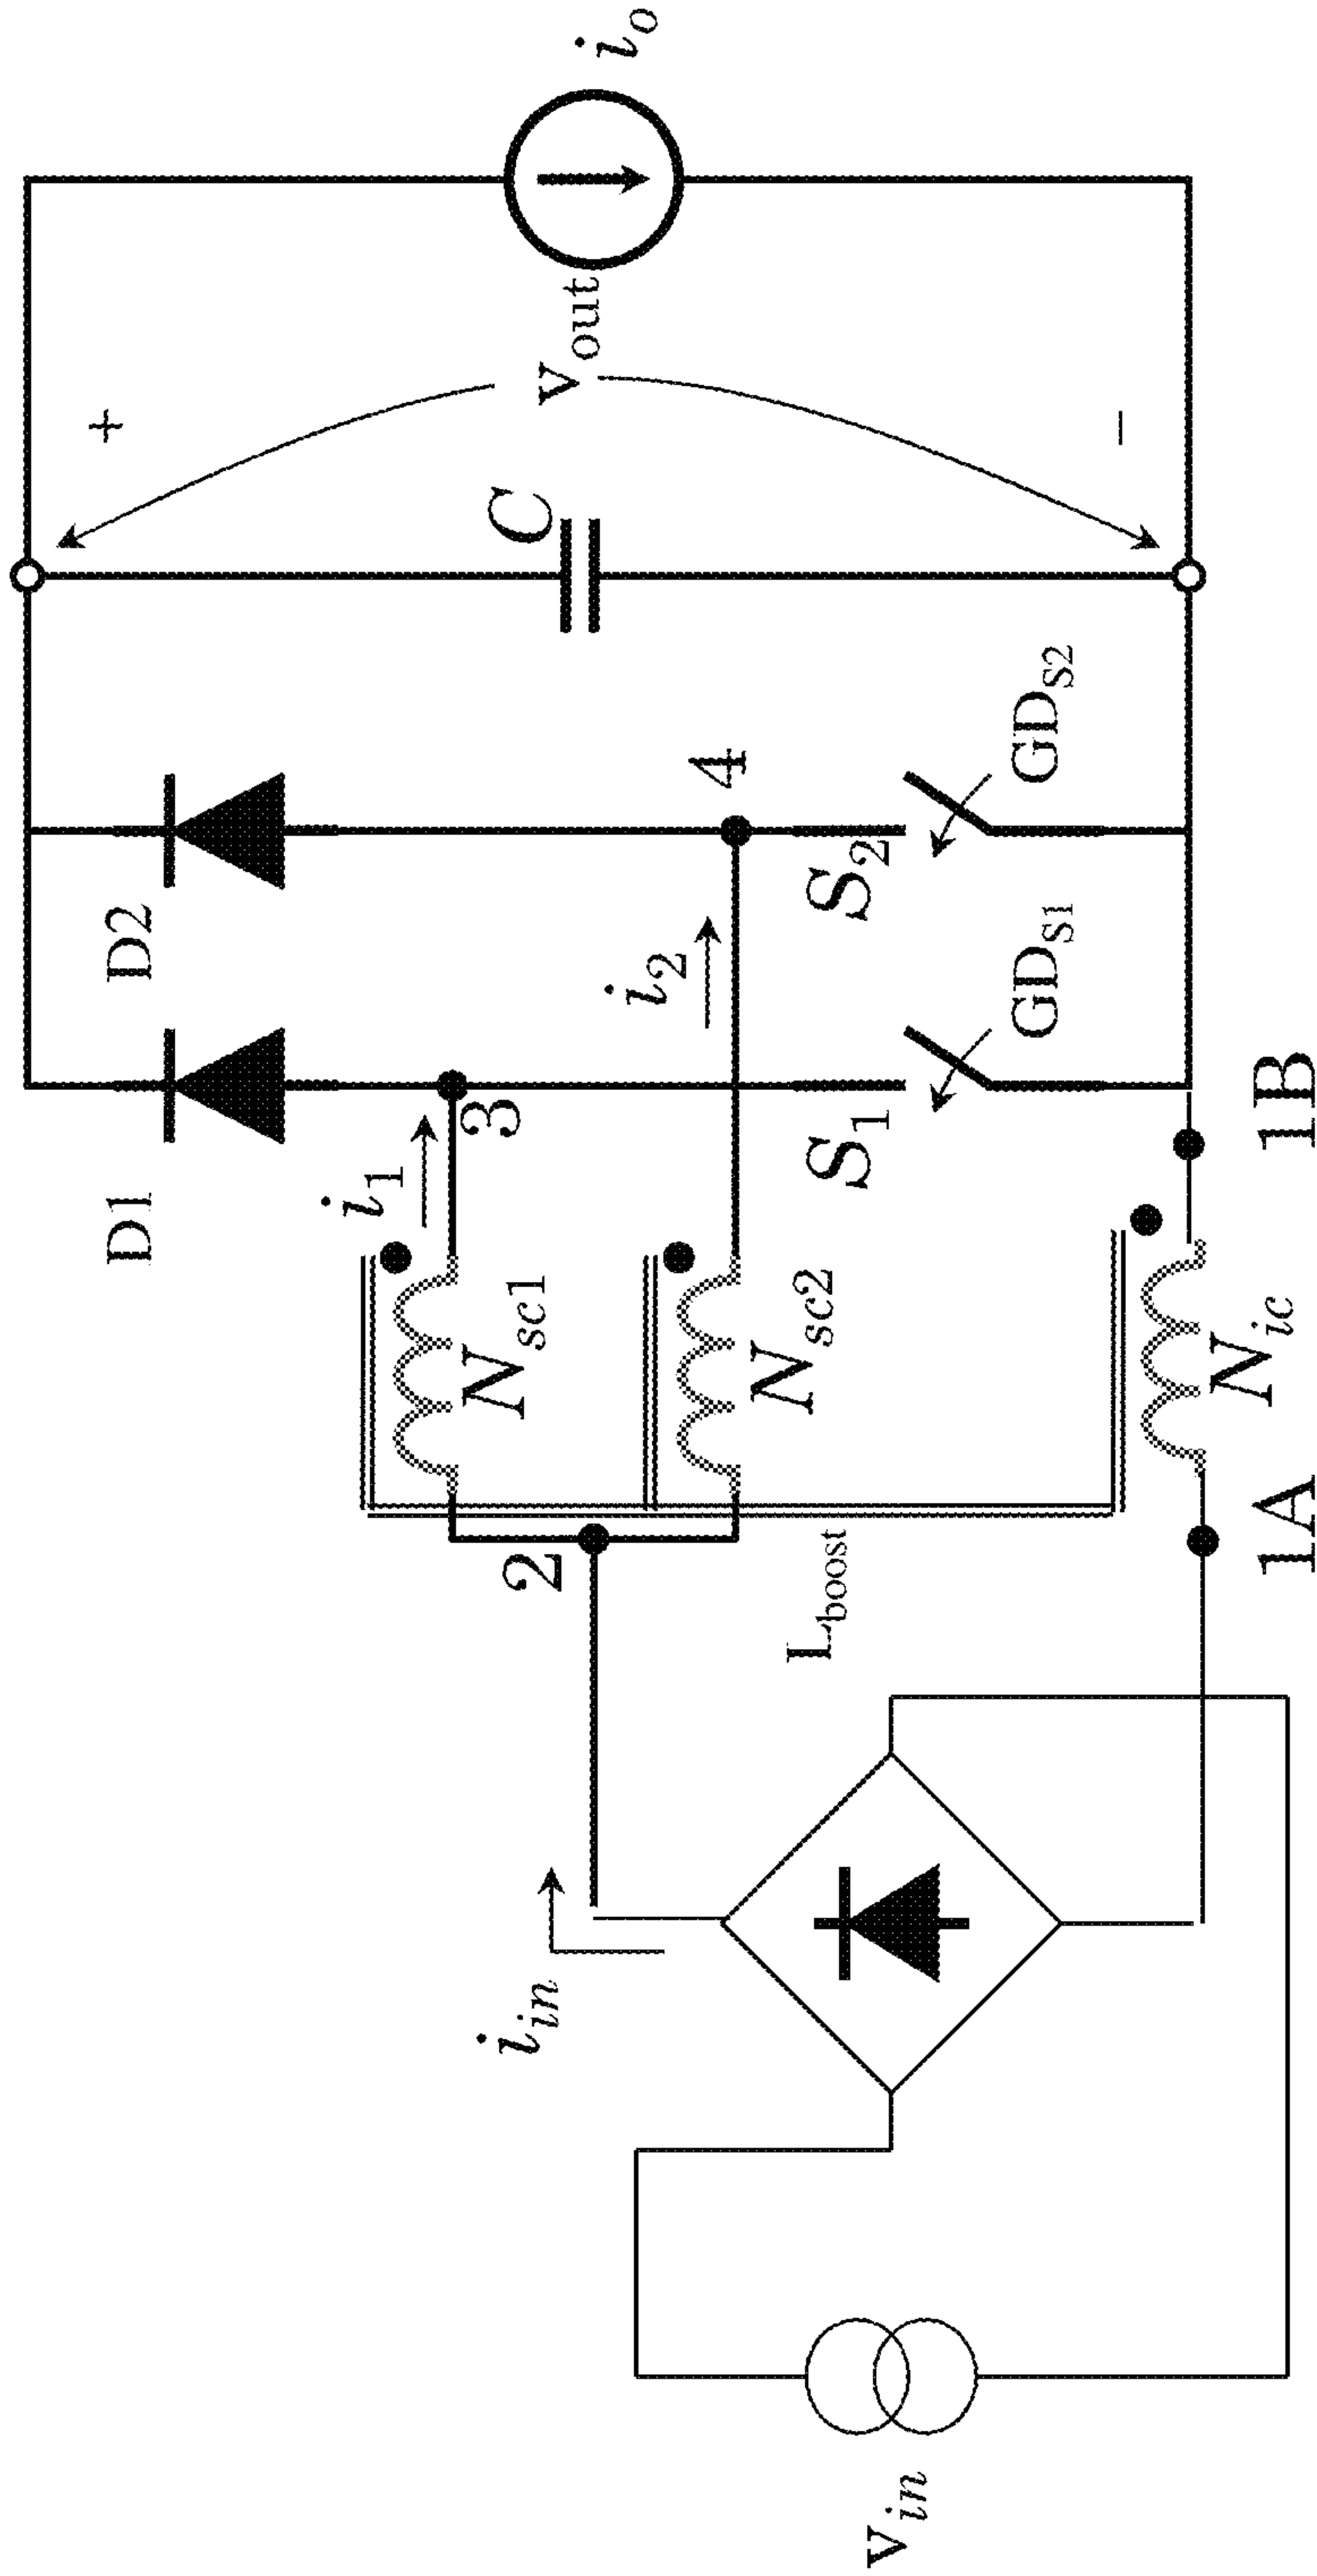 v_in
i_in
L_boost
2
1A
N_sc1
N_sc2
N_ic
i_1
i_2
3
4
1B
D1
D2
S_1
S_2
GD_S1
GD_S2
C
+
v_out
−
i_o